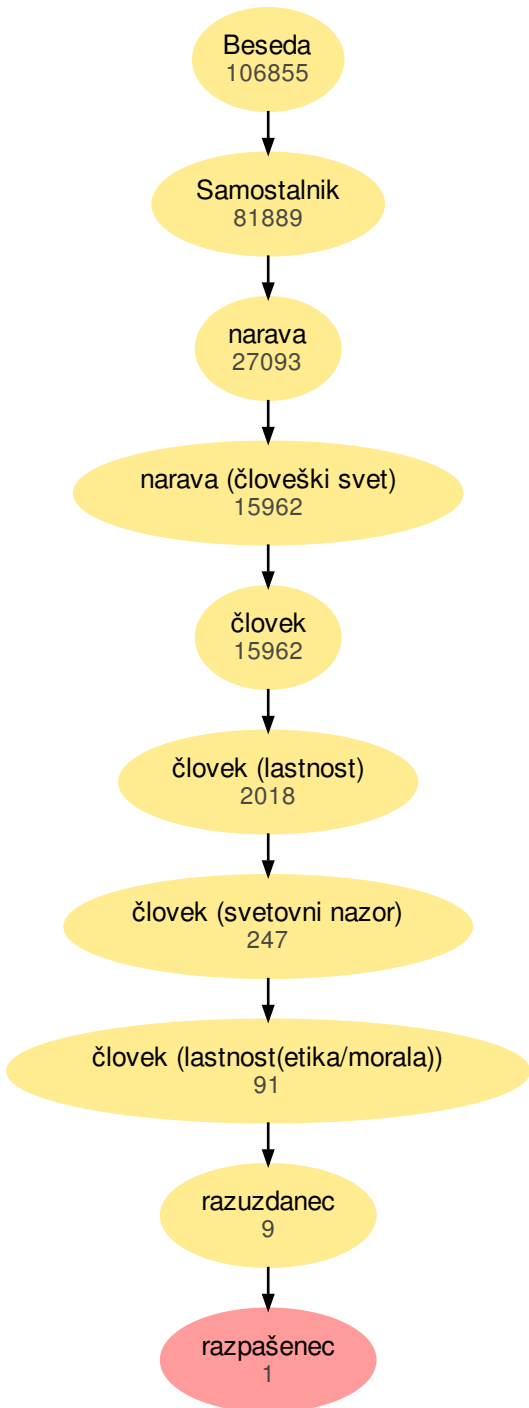 Beseda
106855
Samostalnik
81889
narava
27093
narava (človeški svet)
15962
človek
15962
človek (lastnost)
2018
človek (svetovni nazor)
247
človek (lastnost(etika/morala))
91
razuzdanec
9
razpašenec
1